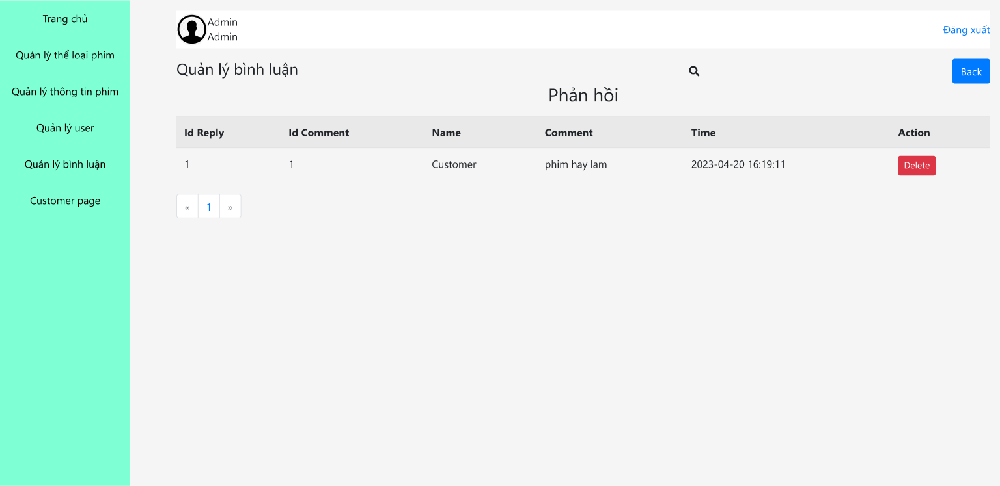 Trang chủ
Quản lý thể loại phim
Quản lý thông tin phim
Quản lý user
Quản lý bình luận
Customer page
Admin
Admin
Đăng xuất
Quản lý bình luận
Back
Phản hồi
Id Reply Id Comment Name Comment Time Action
1 1 Customer phim hay lam 2023-04-20 16:19:11 Delete
« 1 »